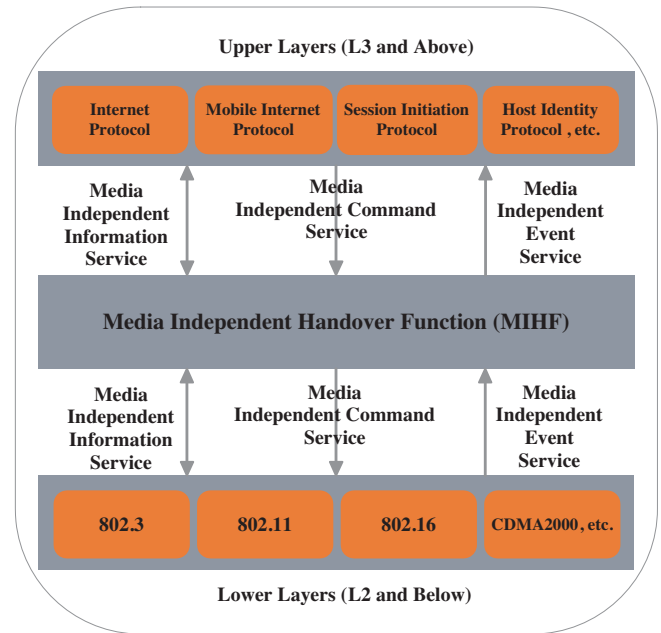 Upper Layers (L3 and Above)
Internet
Protocol
Mobile Internet
Protocol
Session Initiation
Protocol
Host Identity
Protocol , etc.
Media
Independent
Information
Service
Media
Independent Command
Service
Media
Independent
Event
Service
Media Independent Handover Function (MIHF)
Media
Independent
Information
Service
Media
Independent Command
Service
Media
Independent
Event
Service
802.3
802.11
802.16
CDMA2000 , etc.
Lower Layers (L2 and Below)